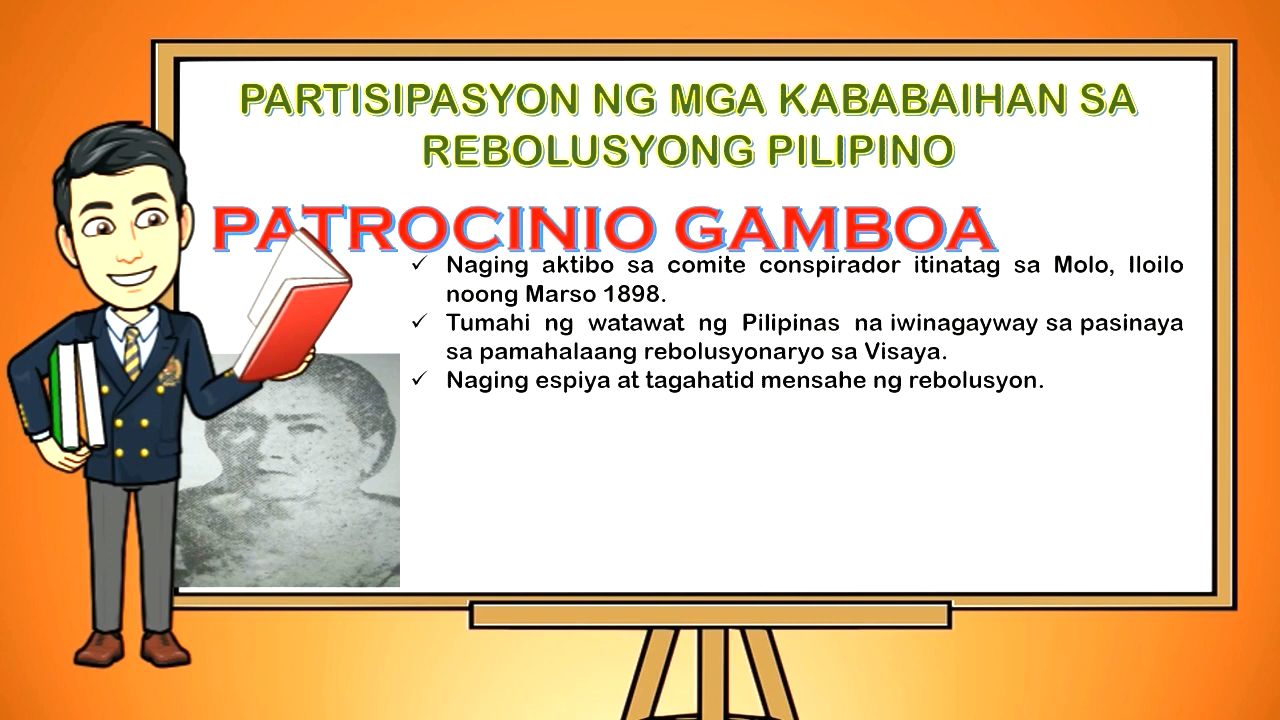 PARTISIPASYON NG MGA KABABAIHAN SA
REBOLUSYONG PILIPINO
PATROCINIO GAMBOA
✓ Naging aktibo sa comite conspirador itinatag sa Molo, Iloilo
noong Marso 1898.
✓ Tumahi ng watawat ng Pilipinas na iwinagayway sa pasinaya
sa pamahalaang rebolusyonaryo sa Visaya.
✓ Naging espiya at tagahatid mensahe ng rebolusyon.